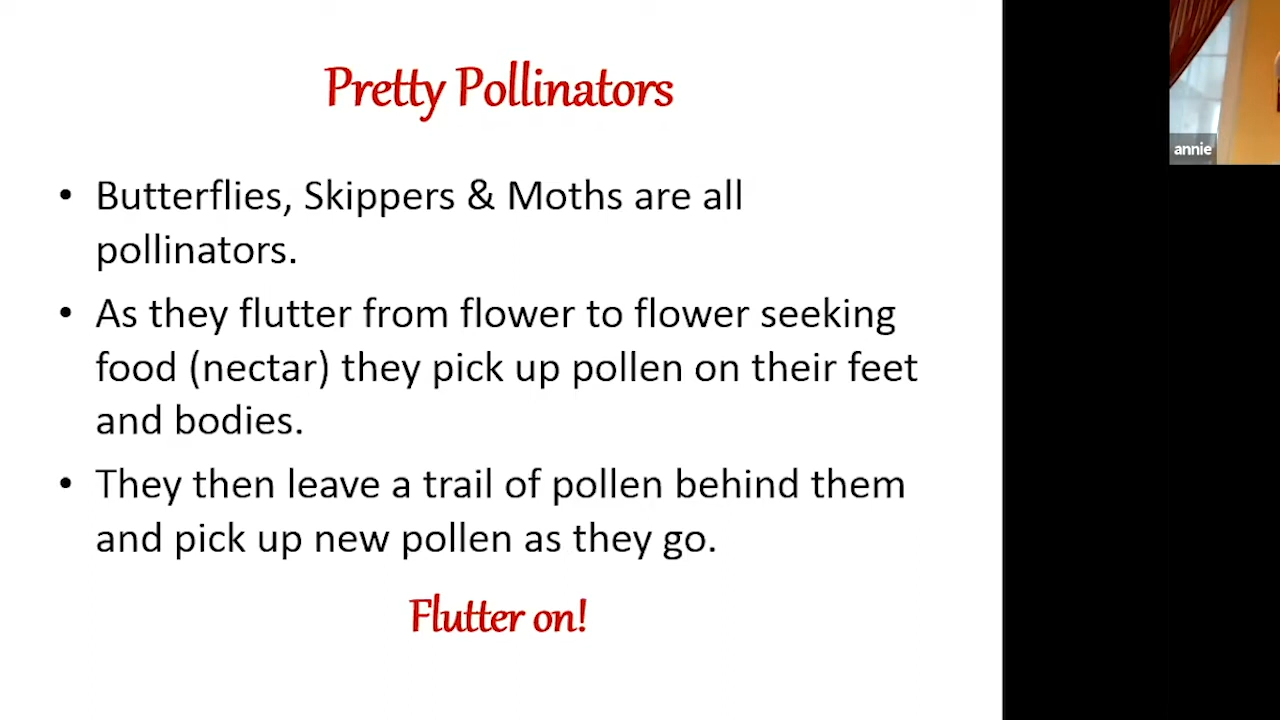 Pretty Pollinators
• Butterflies, Skippers & Moths are all
pollinators.
• As they flutter from flower to flower seeking
food (nectar) they pick up pollen on their feet
and bodies.
• They then leave a trail of pollen behind them
and pick up new pollen as they go.
Flutter on!
annie